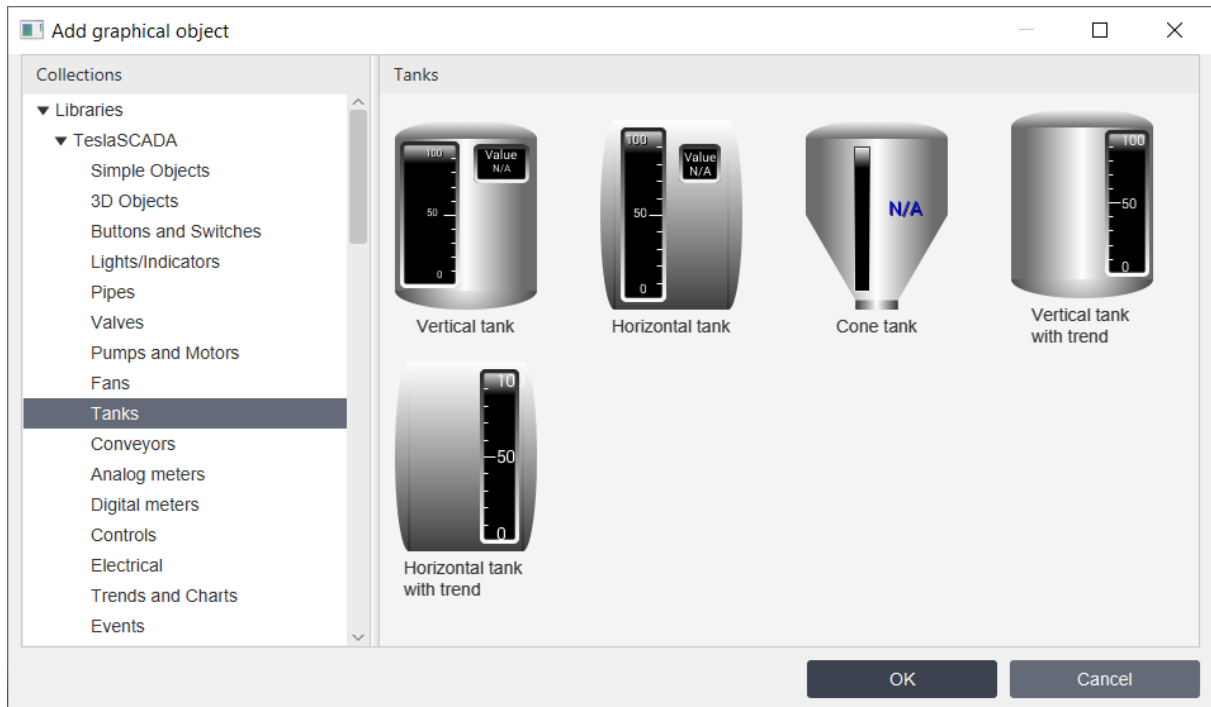 Add graphical object
Collections
Libraries
TeslaSCADA
Simple Objects
3D Objects
Buttons and Switches
Lights/Indicators
Pipes
Valves
Pumps and Motors
Fans
Tanks
Conveyors
Analog meters
Digital meters
Controls
Electrical
Trends and Charts
Events
Tanks
100
50
0
Value
N/A
Vertical tank
100
50
0
Value
N/A
Horizontal tank
N/A
Cone tank
100
50
0
Vertical tank
with trend
10
50
0
Horizontal tank
with trend
OK
Cancel